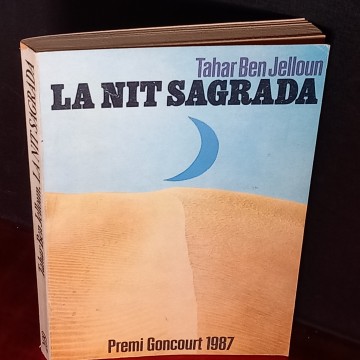 Tahar Ben Jelloun
LA NIT SAGRADA
Premi Goncourt 1987
Tahar Ben Jelloun LA NIT SAGRADA